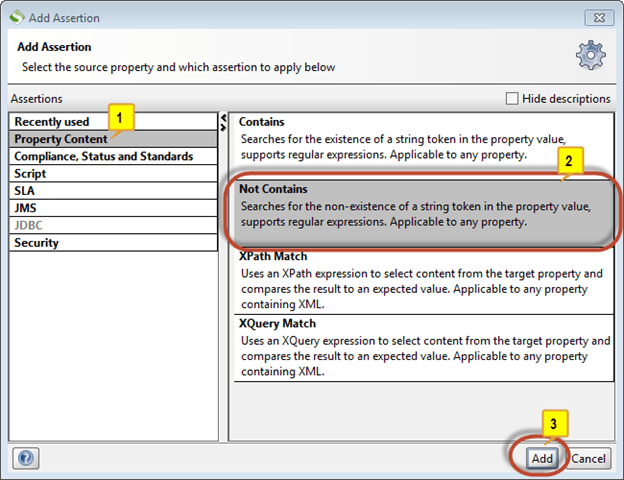 Add Assertion
Add Assertion
Select the source property and which assertion to apply below
Assertions
Hide descriptions
1
Recently used
Property Content
Compliance, Status and Standards
Script
SLA
JMS
JDBC
Security
Contains
Searches for the existence of a string token in the property value,
supports regular expressions. Applicable to any property.
2
Not Contains
Searches for the non-existence of a string token in the property value,
supports regular expressions. Applicable to any property.
XPath Match
Uses an XPath expression to select content from the target property and
compares the result to an expected value. Applicable to any property
containing XML.
XQuery Match
Uses an XQuery expression to select content from the target property and
compares the result to an expected value. Applicable to any property
containing XML.
3
?
Add
Cancel